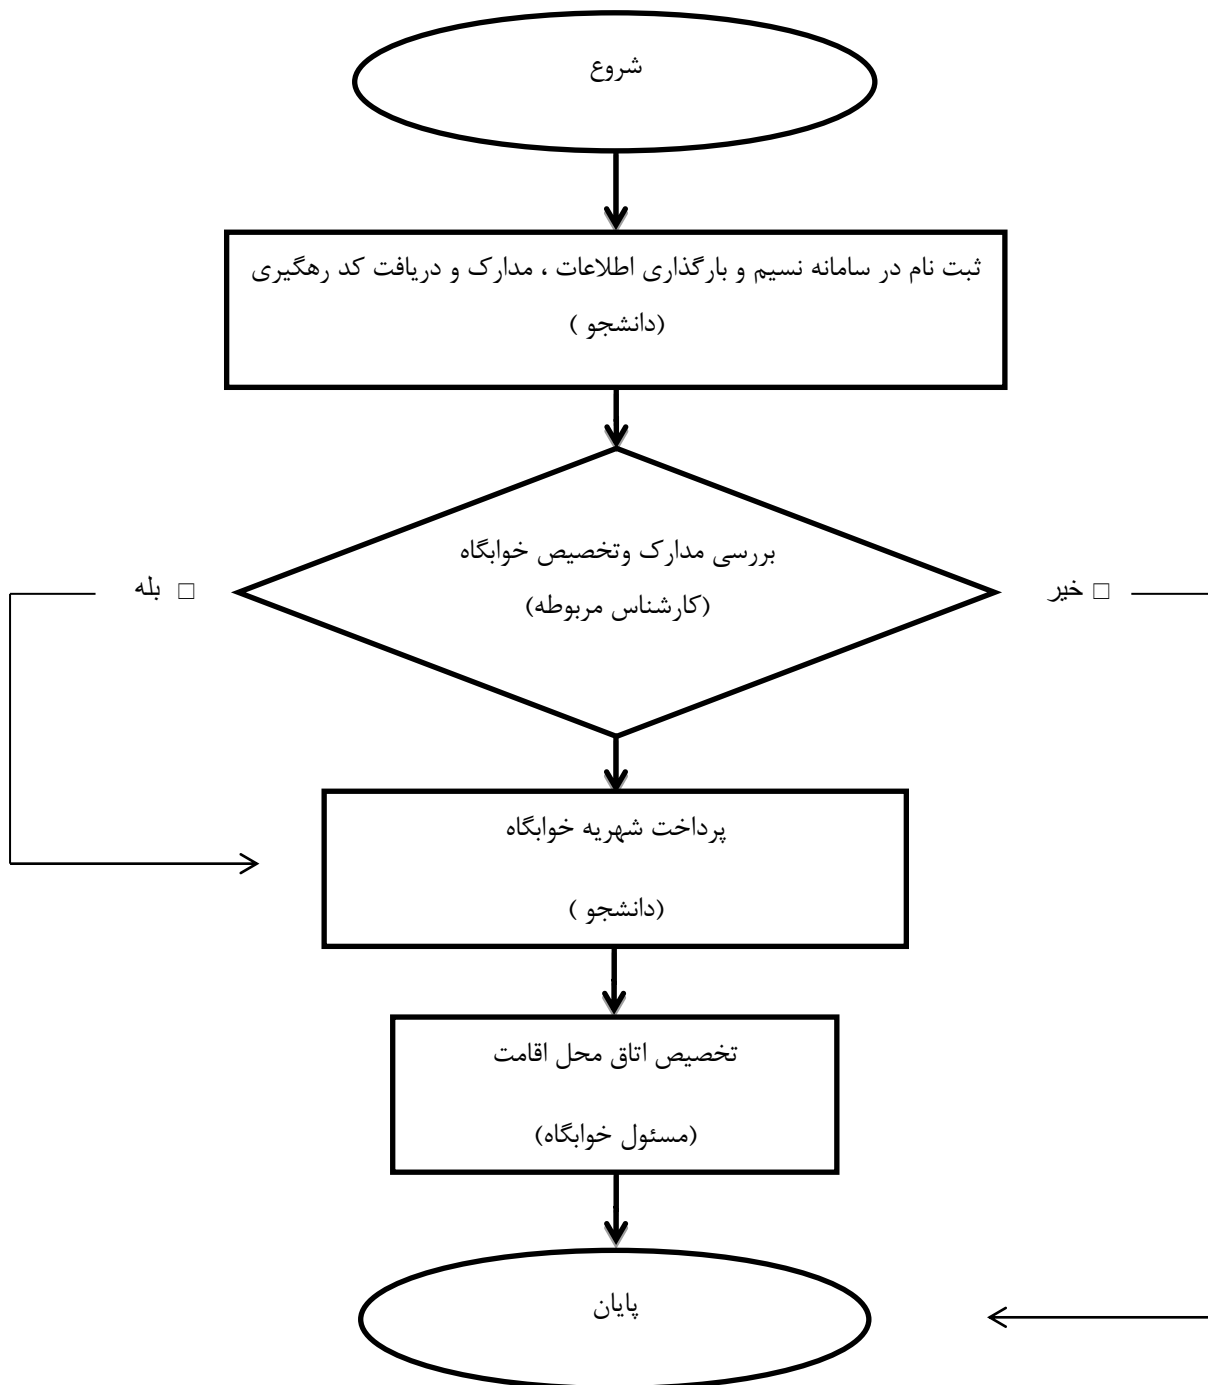 شروع
ثبت نام در سامانه نسیم و بارگذاری اطلاعات ، مدارک و دریافت کد رهگیری
(دانشجو )
بررسی مدارک وتخصیص خوابگاه
(کارشناس مربوطه)
□ خیر
□ بله
پرداخت شهریه خوابگاه
(دانشجو )
تخصیص اتاق محل اقامت
(مسئول خوابگاه)
پایان